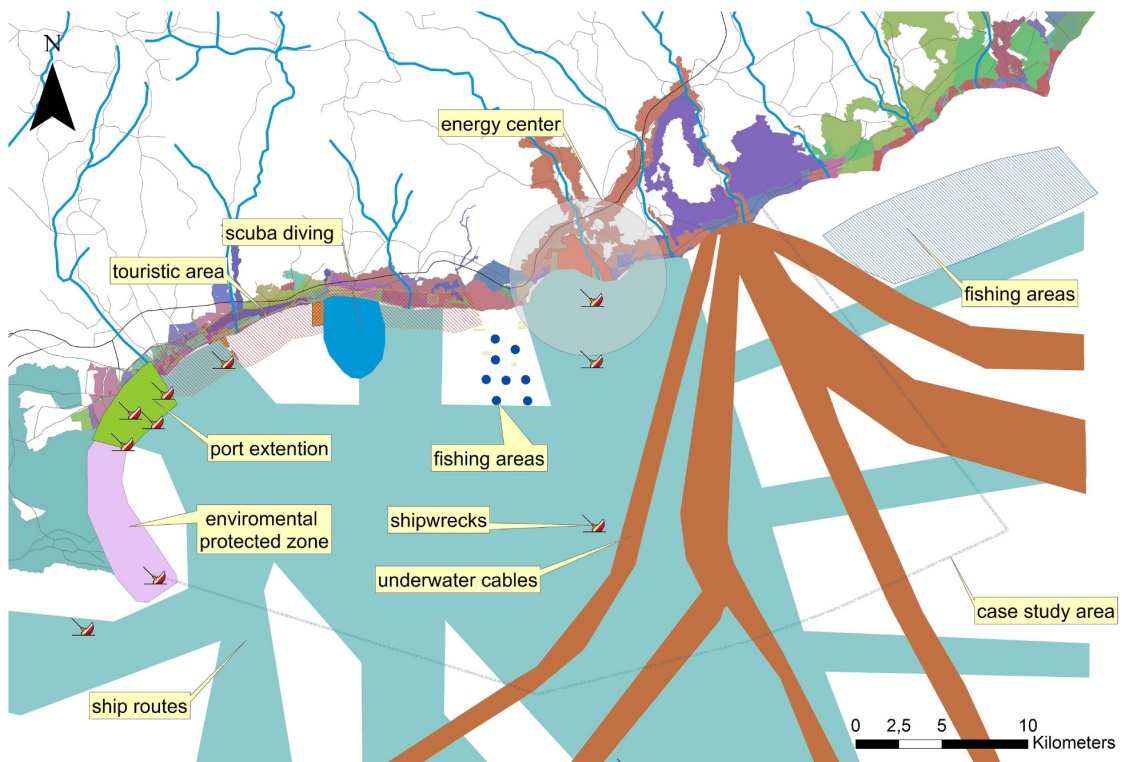 N
energy center
scuba diving
touristic area
fishing areas
port extention
fishing areas
enviromental
protected zone
shipwrecks
underwater cables
case study area
ship routes
0 2,5 5 10
Kilometers